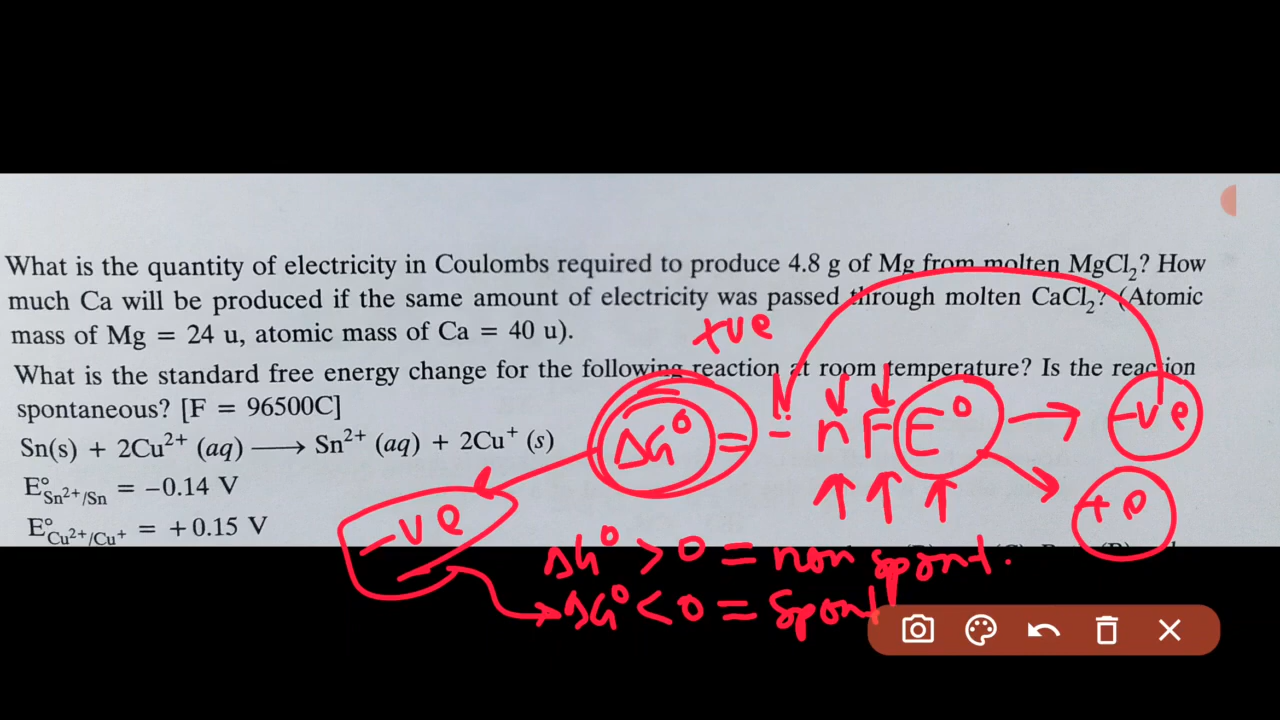 What is the quantity of electricity in Coulombs required to produce 4.8 g of Mg from molten MgCl₂? How
much Ca will be produced if the same amount of electricity was passed through molten CaCl₂? (Atomic
mass of Mg = 24 u, atomic mass of Ca = 40 u).
+ve
What is the standard free energy change for the following reaction at room temperature? Is the reaction
spontaneous? [F = 96500C]
ΔG° = - nFE° → -ve
Sn(s) + 2Cu²⁺ (aq) ⟶ Sn²⁺ (aq) + 2Cu⁺ (s)
E°Sn²⁺/Sn = −0.14 V
+e
E°Cu²⁺/Cu⁺ = +0.15 V
-ve
ΔG° > 0 = non spont.
ΔG° < 0 = Spont